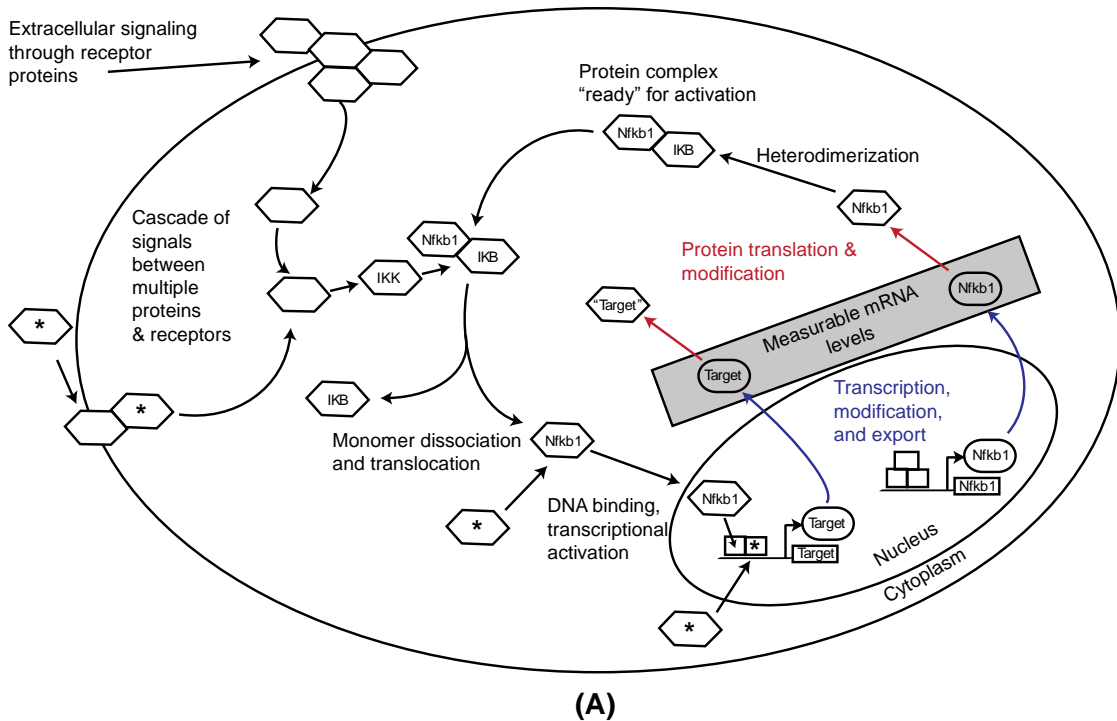 Extracellular signaling
through receptor
proteins
Protein complex
“ready” for activation
Nfkb1
IKB
Heterodimerization
Nfkb1
Cascade of
signals
between
multiple
proteins
& receptors
Nfkb1
IKB
IKK
Protein translation &
modification
Nfkb1
“Target”
Measurable mRNA
levels
Target
*
*
IKB
Monomer dissociation
and translocation
Nfkb1
*
DNA binding,
transcriptional
activation
Transcription,
modification,
and export
Nfkb1
Nfkb1
Nfkb1
Target
*
Target
*
Nucleus
Cytoplasm
(A)